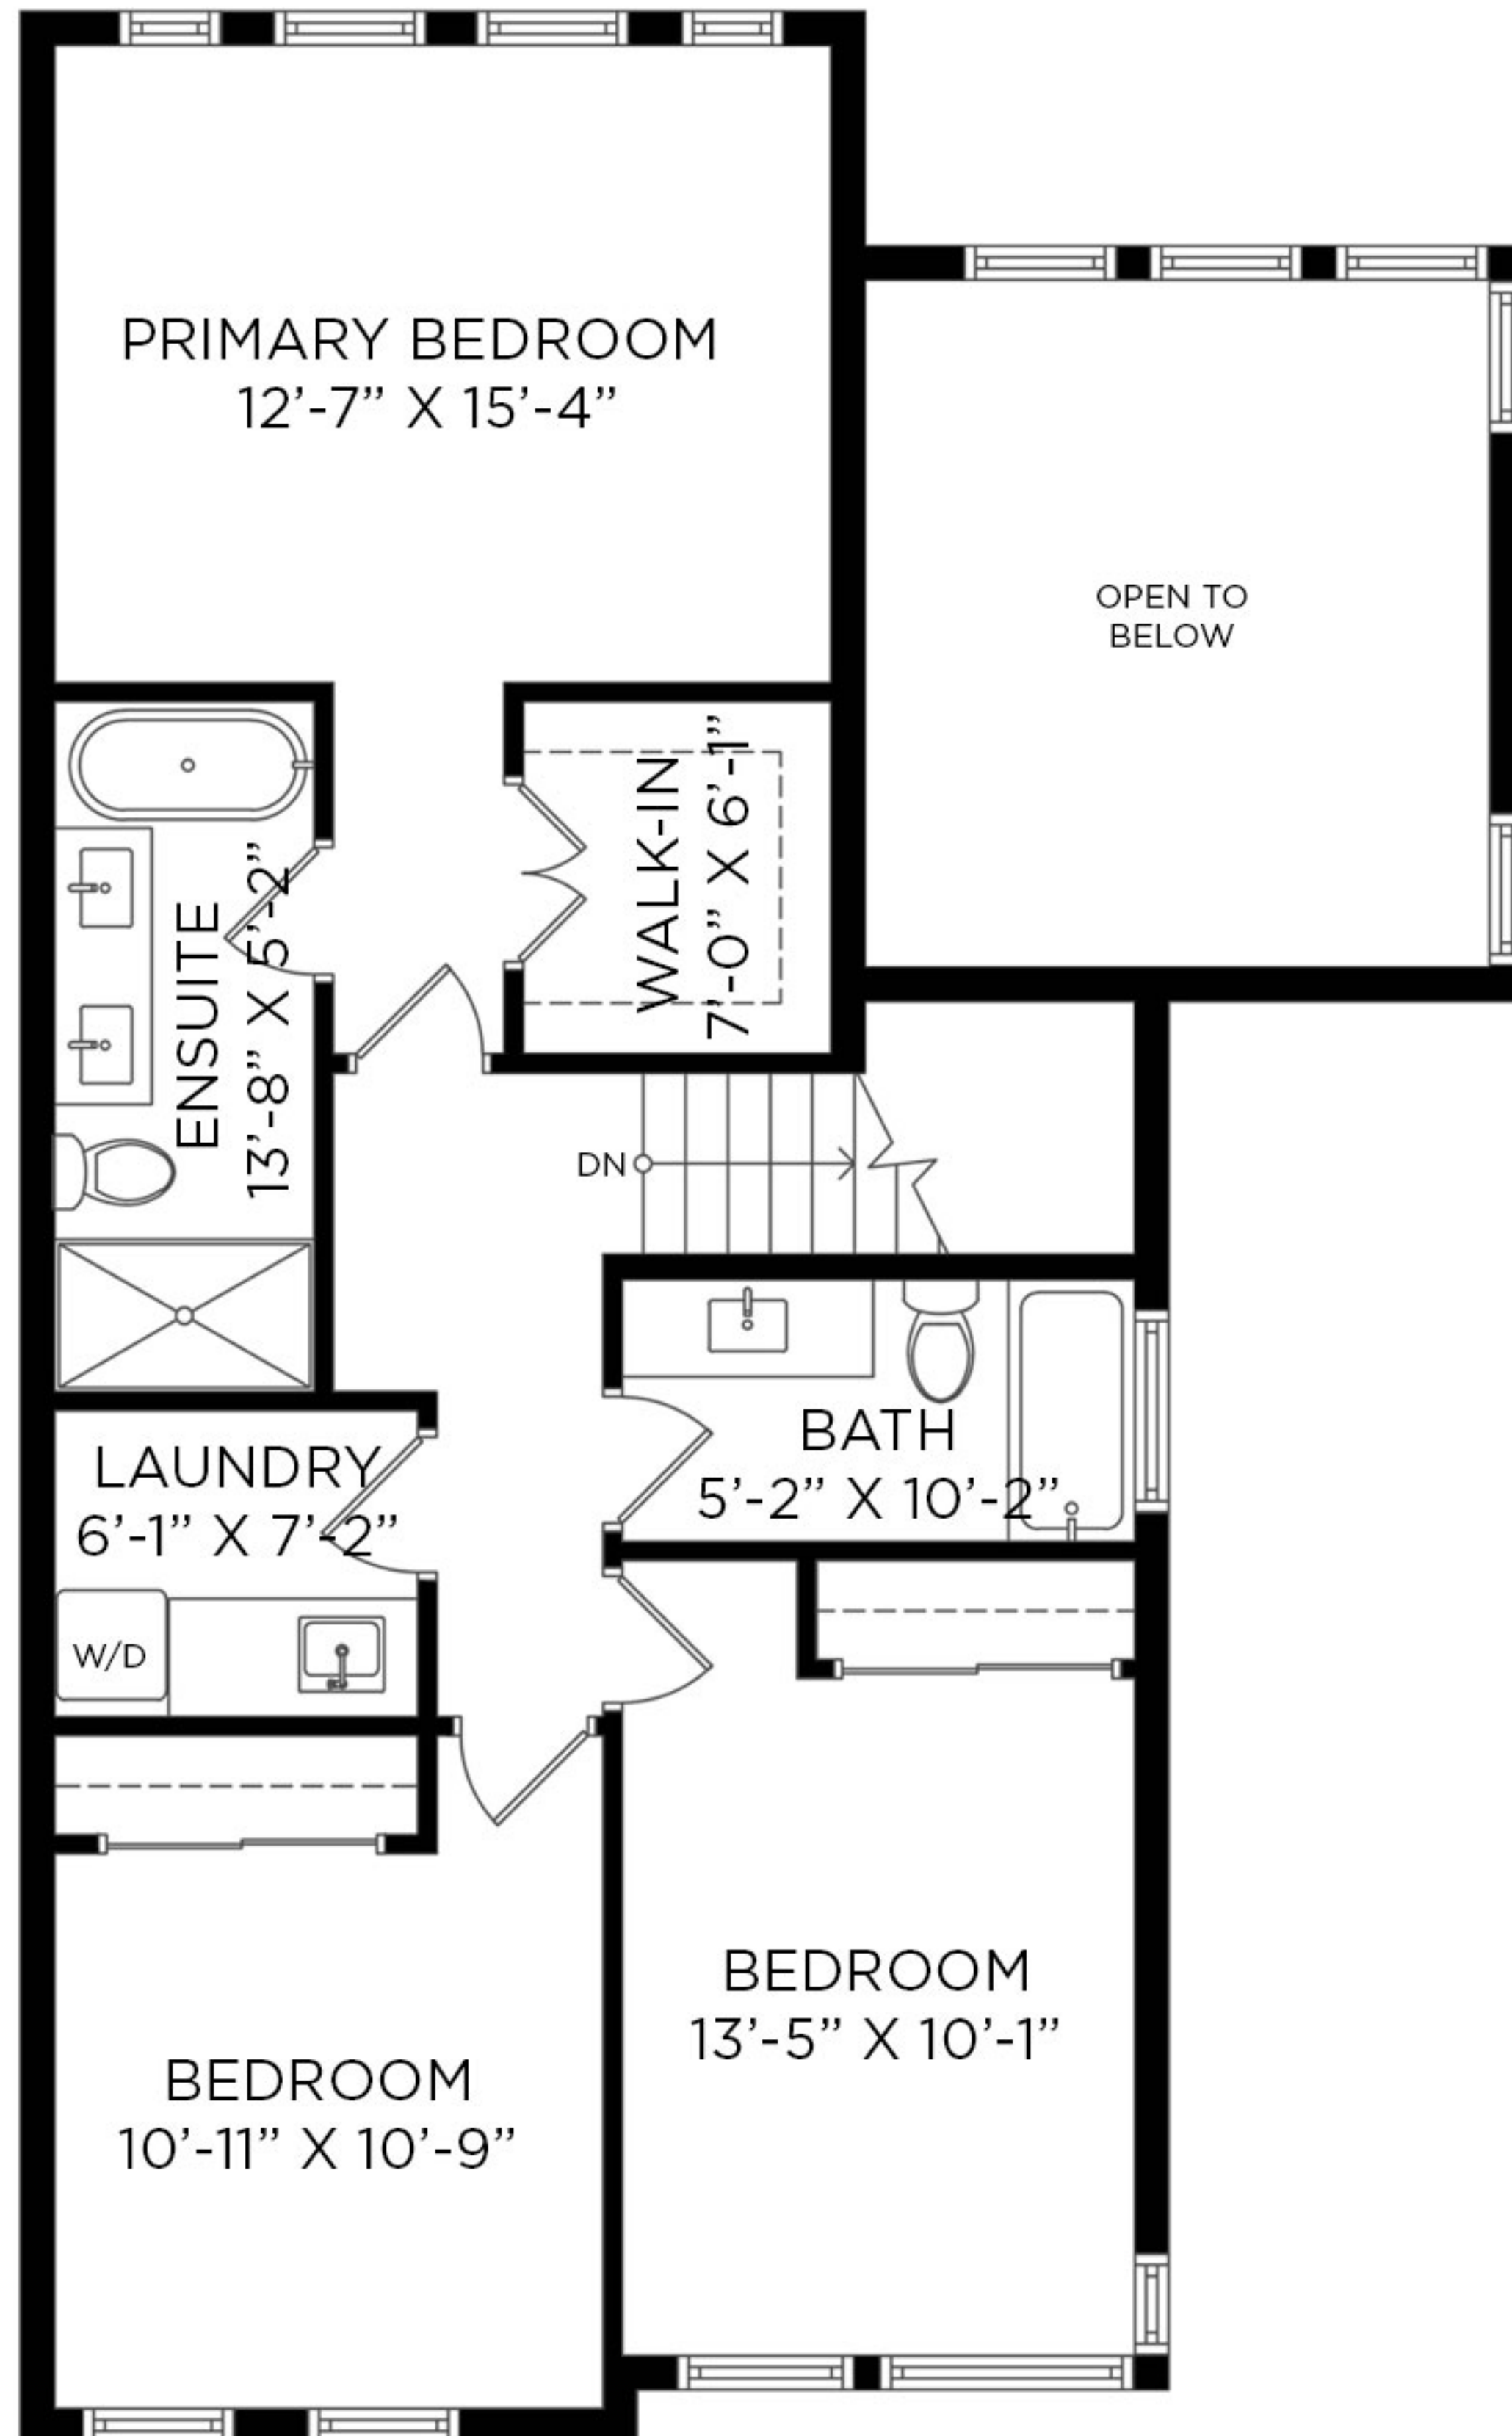 PRIMARY BEDROOM
12’-7” X 15’-4”
OPEN TO
BELOW
WALK-IN
7’-0” X 6’-1”
ENSUITE
13’-8” X 5’-2”
DN
BATH
5’-2” X 10’-2”
LAUNDRY
6’-1” X 7’-2”
W/D
BEDROOM
13’-5” X 10’-1”
BEDROOM
10’-11” X 10’-9”